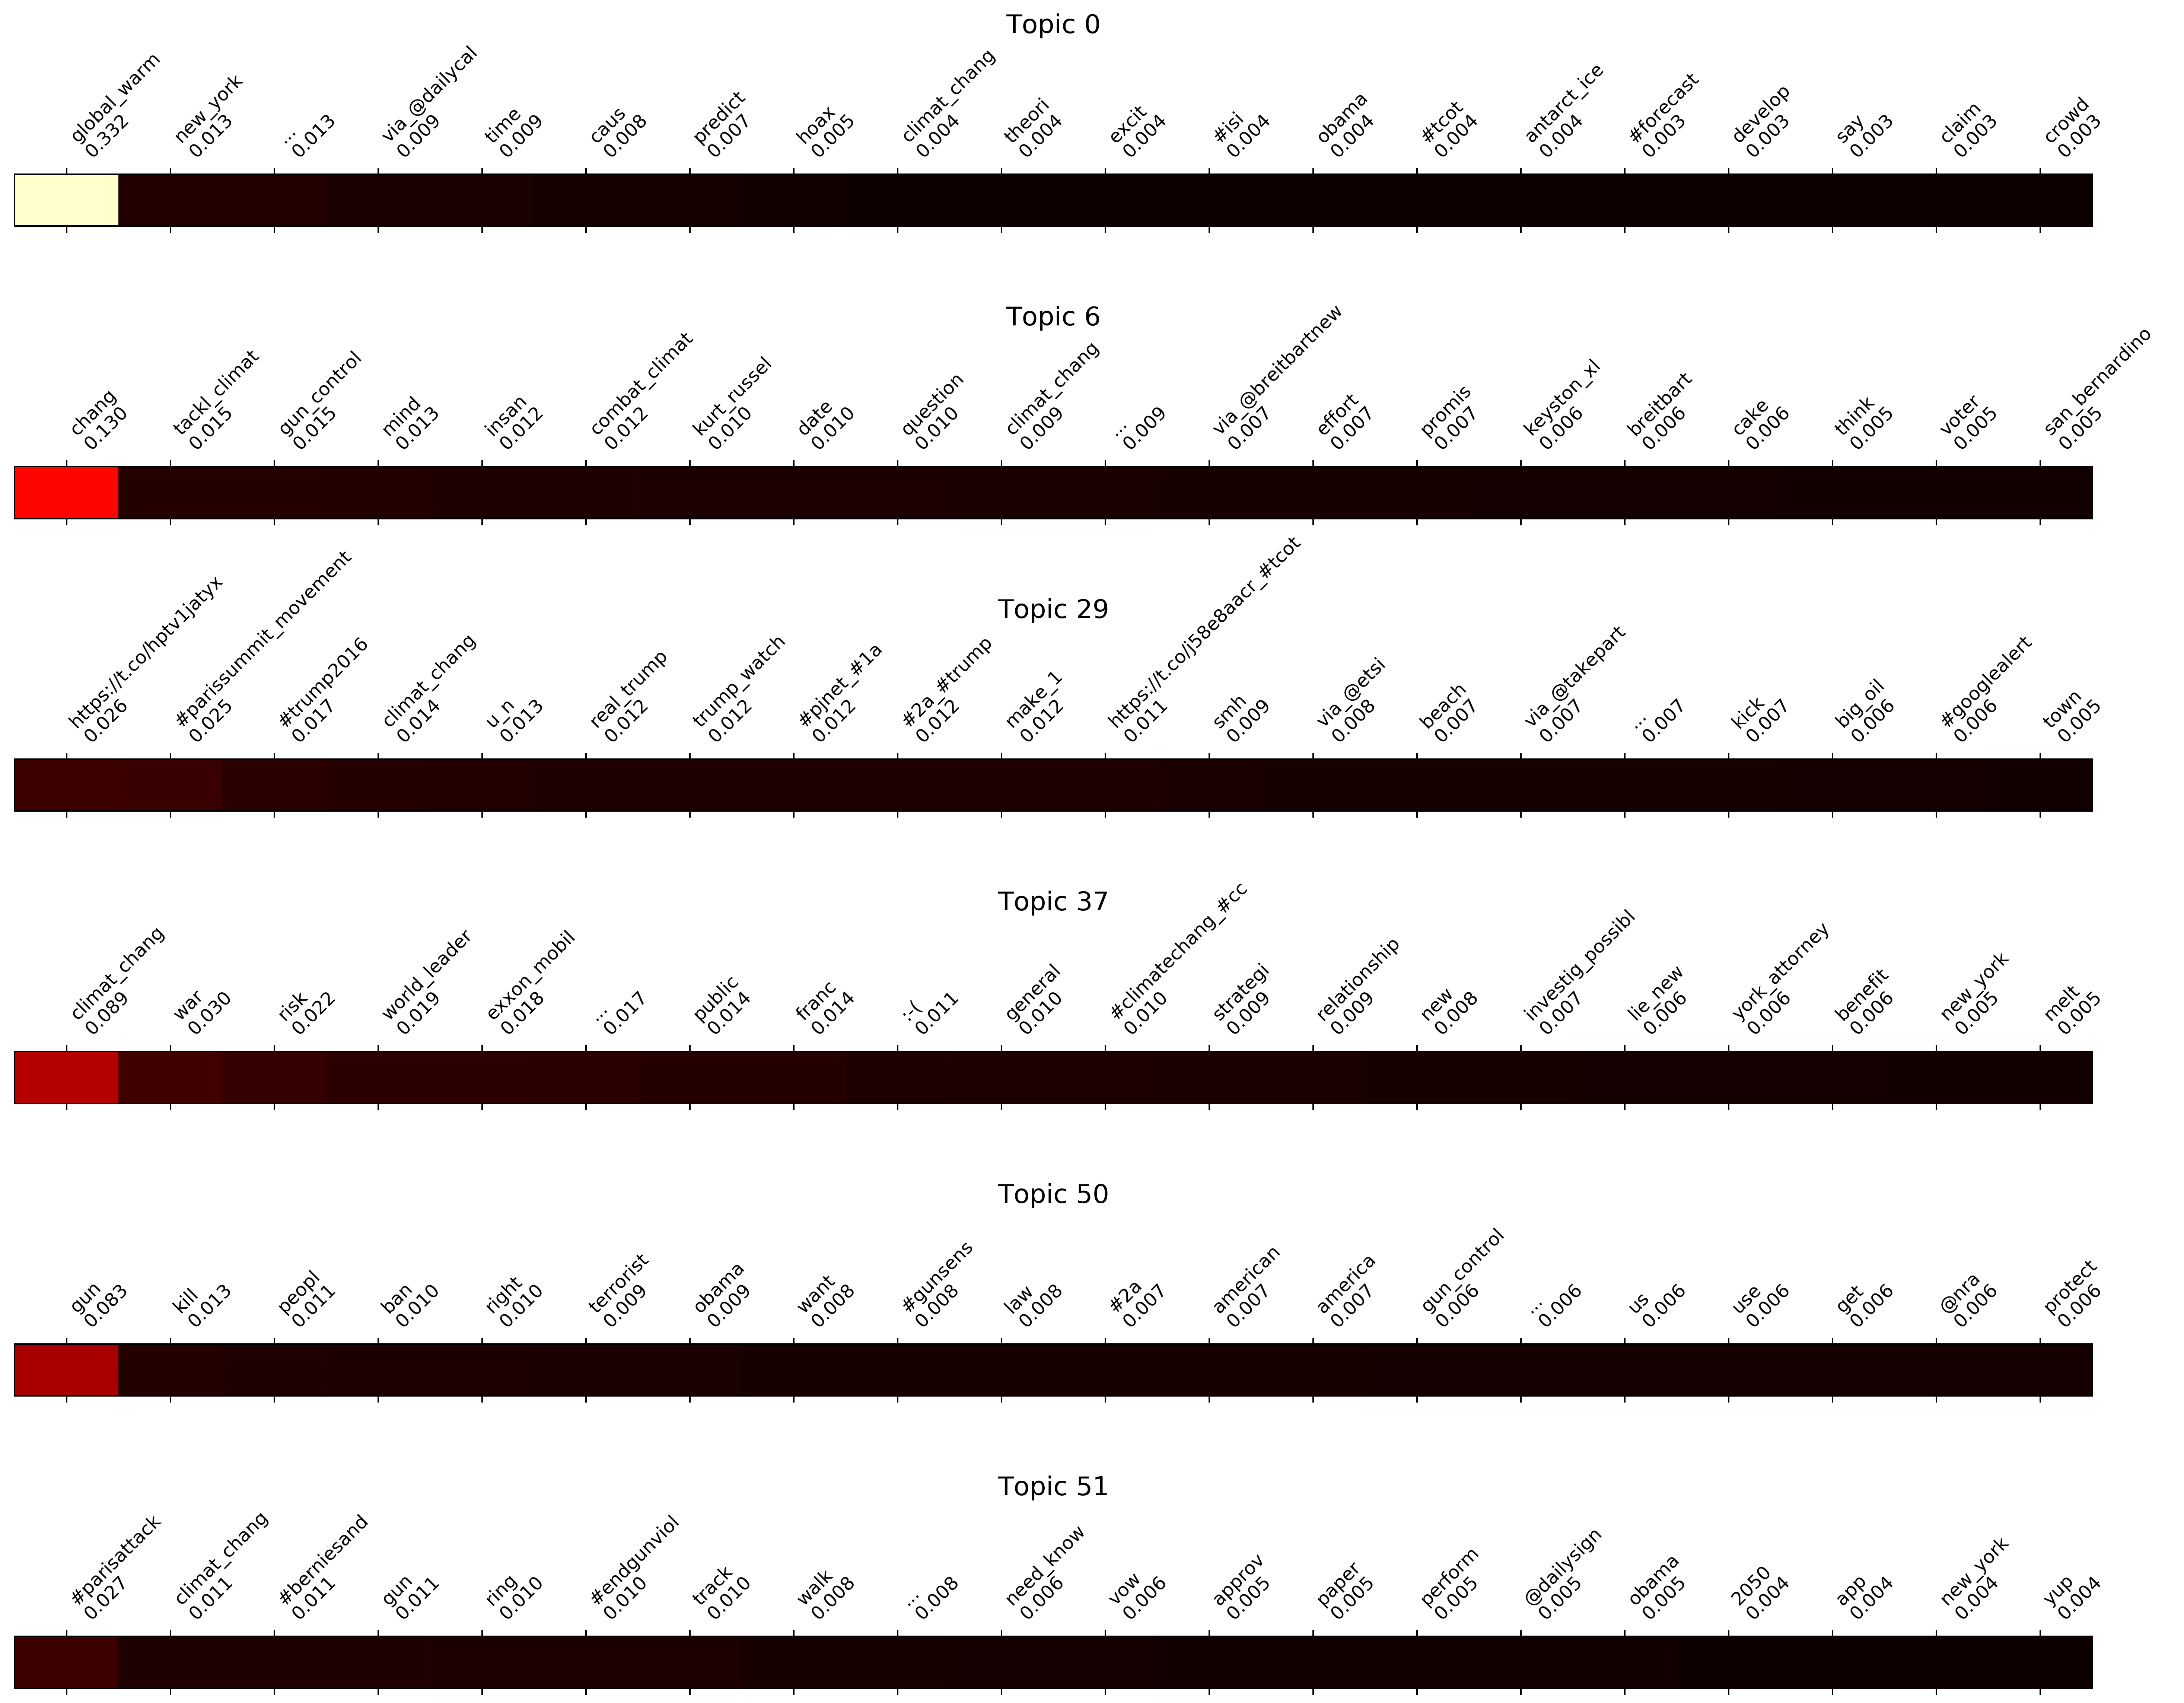 Topic 0
global_warm 0.332
new_york 0.013
... 0.013
via_@dailycal 0.009
time 0.009
caus 0.008
predict 0.007
hoax 0.005
climat_chang 0.004
theori 0.004
excit 0.004
#isi 0.004
obama 0.004
#tcot 0.004
antarct_ice 0.004
#forecast 0.003
develop 0.003
say 0.003
claim 0.003
crowd 0.003
Topic 6
chang 0.130
tackl_climat 0.015
gun_control 0.015
mind 0.013
insan 0.012
combat_climat 0.012
kurt_russel 0.010
date 0.010
question 0.010
climat_chang 0.009
... 0.009
via_@breitbartnew 0.007
effort 0.007
promis 0.007
keyston_xl 0.006
breitbart 0.006
cake 0.006
think 0.005
voter 0.005
san_bernardino 0.005
Topic 29
https://t.co/hptv1jatyx 0.026
#parissummit_movement 0.025
#trump2016 0.017
climat_chang 0.014
u_n 0.013
real_trump 0.012
trump_watch 0.012
#pjnet_#1a 0.012
#2a_#trump 0.012
make_1 0.012
https://t.co/j58e8aacr_#tcot 0.011
smh 0.009
via_@etsi 0.008
beach 0.007
via_@takepart 0.007
... 0.007
kick 0.007
big_oil 0.006
#googlealert 0.006
town 0.005
Topic 37
climat_chang 0.089
war 0.030
risk 0.022
world_leader 0.019
exxon_mobil 0.018
... 0.017
public 0.014
franc 0.014
:-( 0.011
general 0.010
#climatechang_#cc 0.010
strategi 0.009
relationship 0.009
new 0.008
investig_possibl 0.007
lie_new 0.006
york_attorney 0.006
benefit 0.006
new_york 0.005
melt 0.005
Topic 50
gun 0.083
kill 0.013
peopl 0.011
ban 0.010
right 0.010
terrorist 0.009
obama 0.009
want 0.008
#gunsens 0.008
law 0.008
#2a 0.007
american 0.007
america 0.007
gun_control 0.006
... 0.006
us 0.006
use 0.006
get 0.006
@nra 0.006
protect 0.006
Topic 51
#parisattack 0.027
climat_chang 0.011
#berniesand 0.011
gun 0.011
ring 0.010
#endgunviol 0.010
track 0.010
walk 0.008
... 0.008
need_know 0.006
vow 0.006
approv 0.005
paper 0.005
perform 0.005
@dailysign 0.005
obama 0.005
2050 0.004
app 0.004
new_york 0.004
yup 0.004